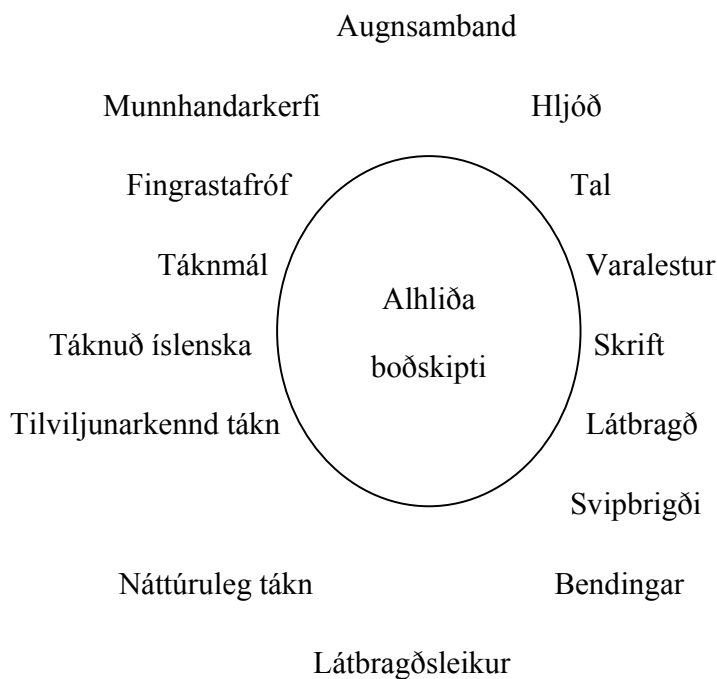 Augnsamband
Munnhandarkerfi
Hljóð
Fingrastafróf
Tal
Táknmál
Varalestur
Alhliða
boðskipti
Táknuð íslenska
Skrift
Tilviljunarkennd tákn
Látbragð
Svipbrigði
Náttúruleg tákn
Bendingar
Látbragðsleikur